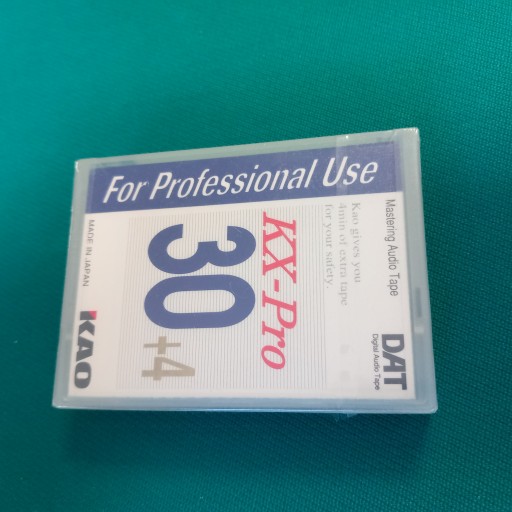 For Professional Use
Mastering Audio Tape
DAT
Digital Audio Tape
Kao gives you
4min of extra tape
for your safety.
KX-Pro
30+4
MADE IN JAPAN
KAO